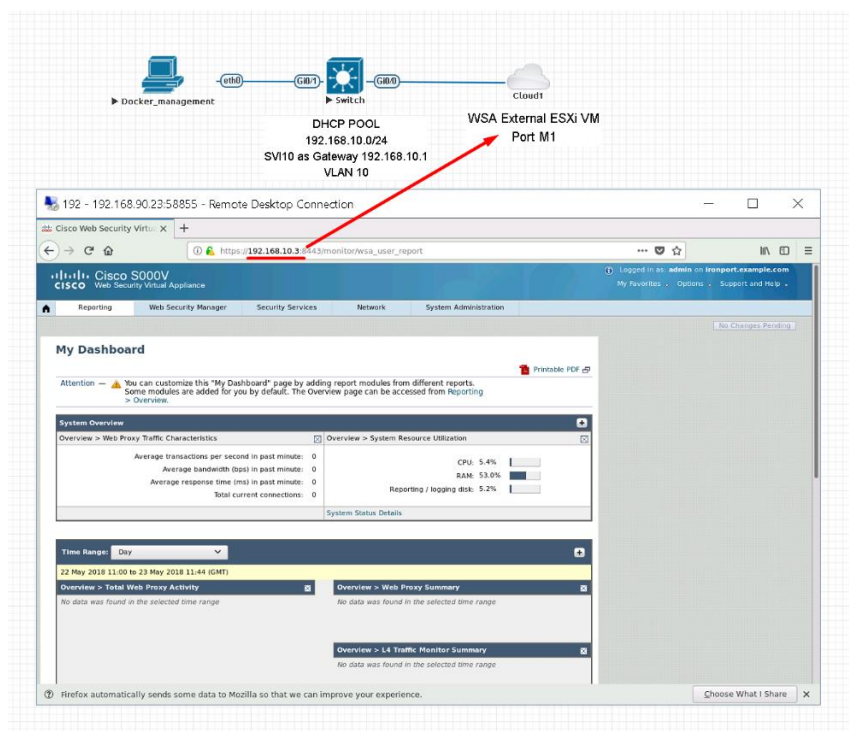 eth0
Gi0/1
Gi0/0
Docker_management
Switch
Cloud1
DHCP POOL
192.168.10.0/24
SVI10 as Gateway 192.168.10.1
VLAN 10
WSA External ESXi VM
Port M1
192 - 192.168.90.23:58855 - Remote Desktop Connection
Cisco Web Security Virtu
https://192.168.10.3:8443/monitor/wsa_user_report
Cisco S000V
CISCO Web Security Virtual Appliance
Logged in as: admin on ironport.example.com
My Favorites Options Support and Help
Reporting Web Security Manager Security Services Network System Administration
No Changes Pending
My Dashboard
Printable PDF
Attention — You can customize this "My Dashboard" page by adding report modules from different reports.
Some modules are added for you by default. The Overview page can be accessed from Reporting
> Overview.
System Overview
Overview > Web Proxy Traffic Characteristics
Average transactions per second in past minute: 0
Average bandwidth (bps) in past minute: 0
Average response time (ms) in past minute: 0
Total current connections: 0
Overview > System Resource Utilization
CPU: 5.4%
RAM: 53.0%
Reporting / logging disk: 5.2%
System Status Details
Time Range: Day
22 May 2018 11:00 to 23 May 2018 11:44 (GMT)
Overview > Total Web Proxy Activity
No data was found in the selected time range
Overview > Web Proxy Summary
No data was found in the selected time range
Overview > L4 Traffic Monitor Summary
No data was found in the selected time range
Firefox automatically sends some data to Mozilla so that we can improve your experience.
Choose What I Share